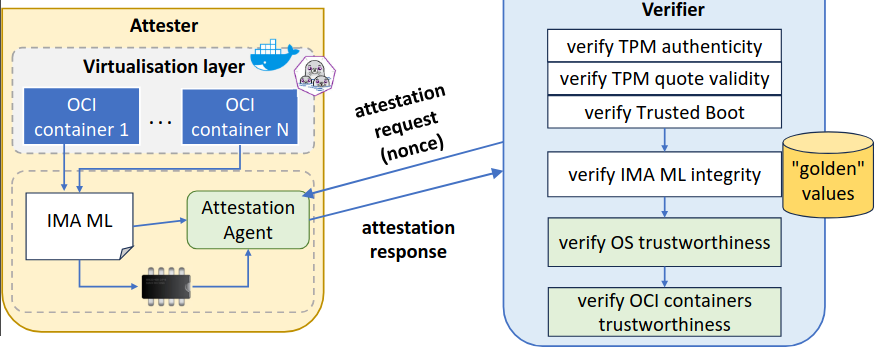 Attester
Virtualisation layer
OCI
container 1
...
OCI
container N
IMA ML
Attestation
Agent
attestation
request
(nonce)
attestation
response
Verifier
verify TPM authenticity
verify TPM quote validity
verify Trusted Boot
verify IMA ML integrity
"golden"
values
verify OS trustworthiness
verify OCI containers
trustworthiness